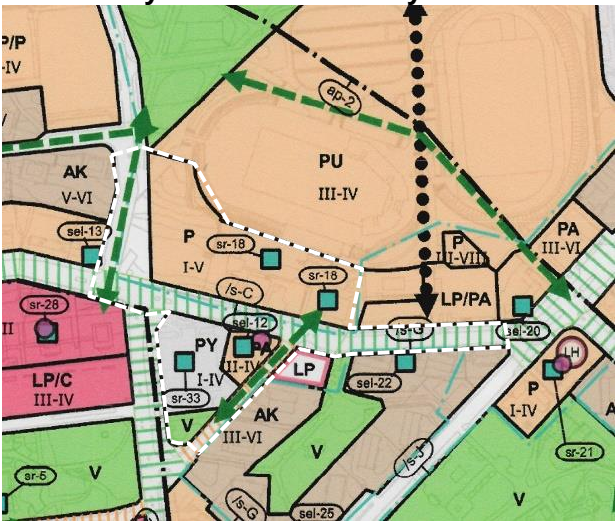 P/P
-IV
ap-2
AK
V-VI
PU
III-IV
sel-13
P
I-V
sr-18
sr-18
P
III-VIII
PA
III-VI
LP/PA
/s-C
sr-28
II
LP/C
III-IV
PY
I-IV
sel-12
III-IV
sr-33
V
LP
/s-G
sel-20
sel-22
LH
P
I-IV
A
sr-21
AK
III-VI
V
V
sr-5
/s-J
/s-G
sel-25
V